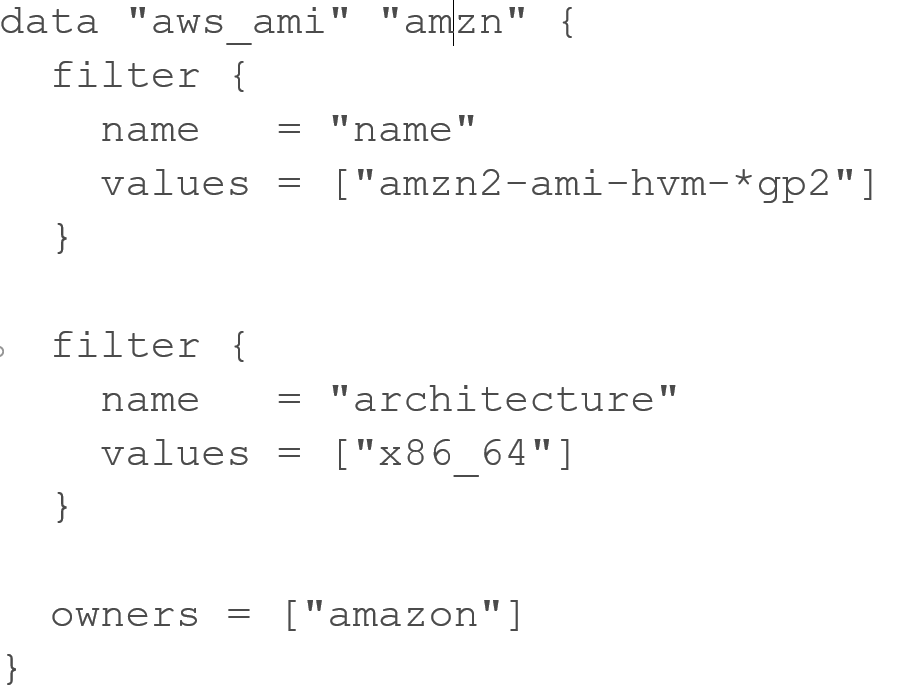 data "aws_ami" "amzn" {
  filter {
    name   = "name"
    values = ["amzn2-ami-hvm-*gp2"]
  }

  filter {
    name   = "architecture"
    values = ["x86_64"]
  }

  owners = ["amazon"]
}